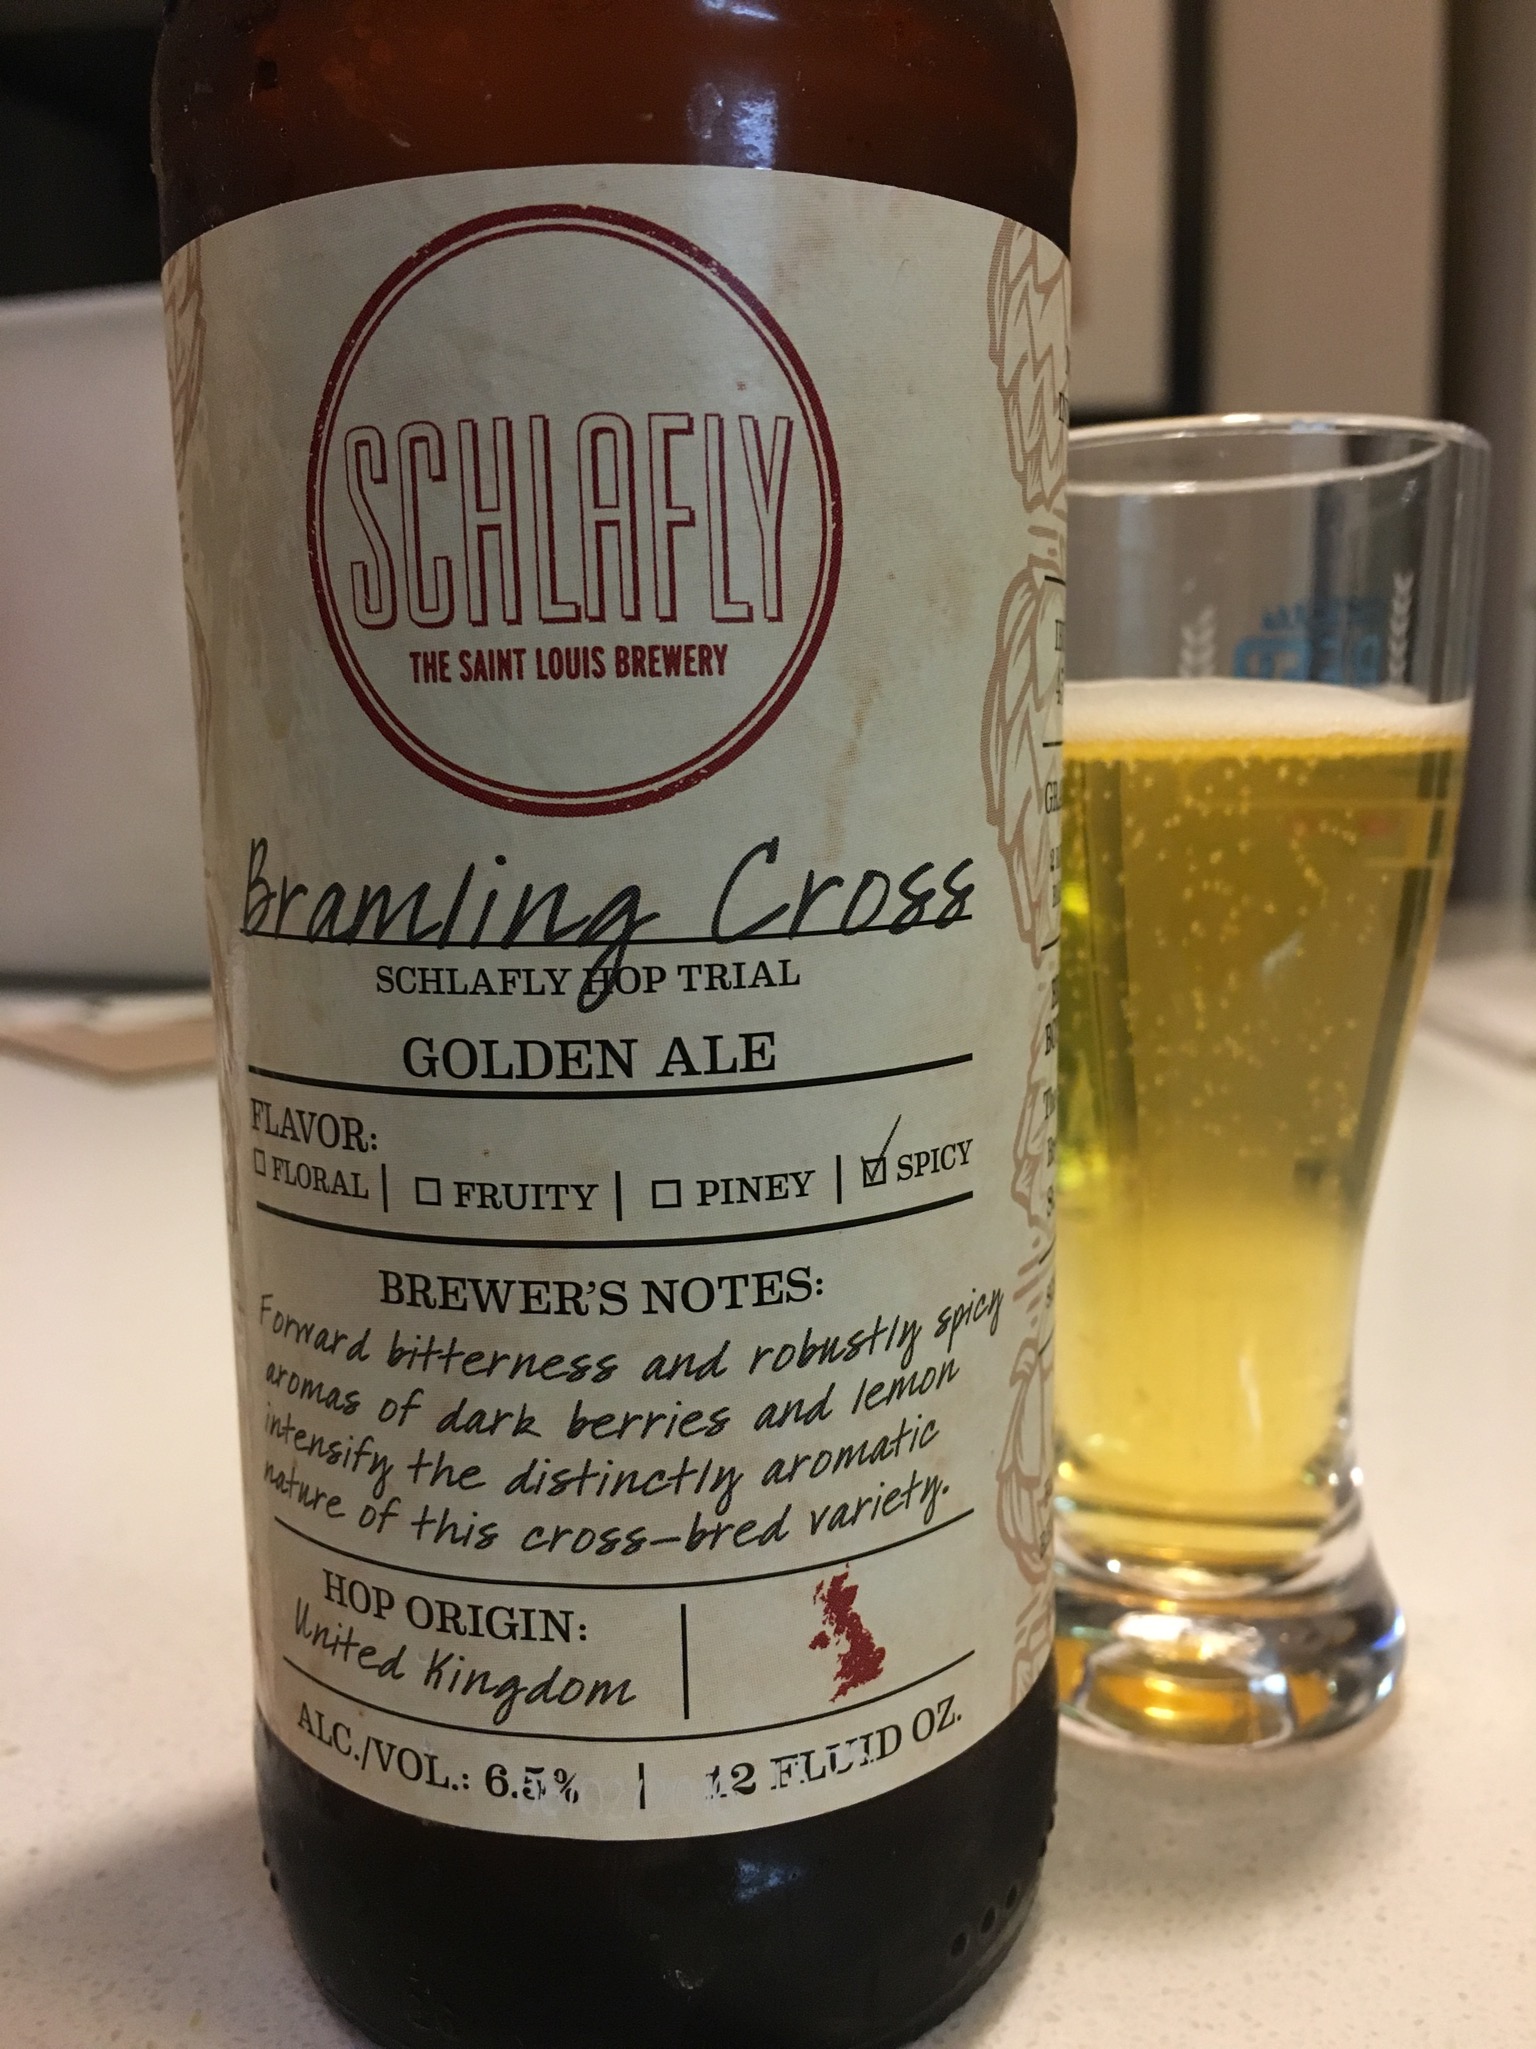 SCHLAFLY
THE SAINT LOUIS BREWERY
Bramling Cross
SCHLAFLY HOP TRIAL
GOLDEN ALE
FLAVOR:
FLORAL | FRUITY | PINEY | SPICY
BREWER'S NOTES:
Forward bitterness and robustly spicy
aromas of dark berries and lemon
intensify the distinctly aromatic
nature of this cross-bred variety.
HOP ORIGIN:
United Kingdom
ALC./VOL.: 6.5% | 12 FLUID OZ.